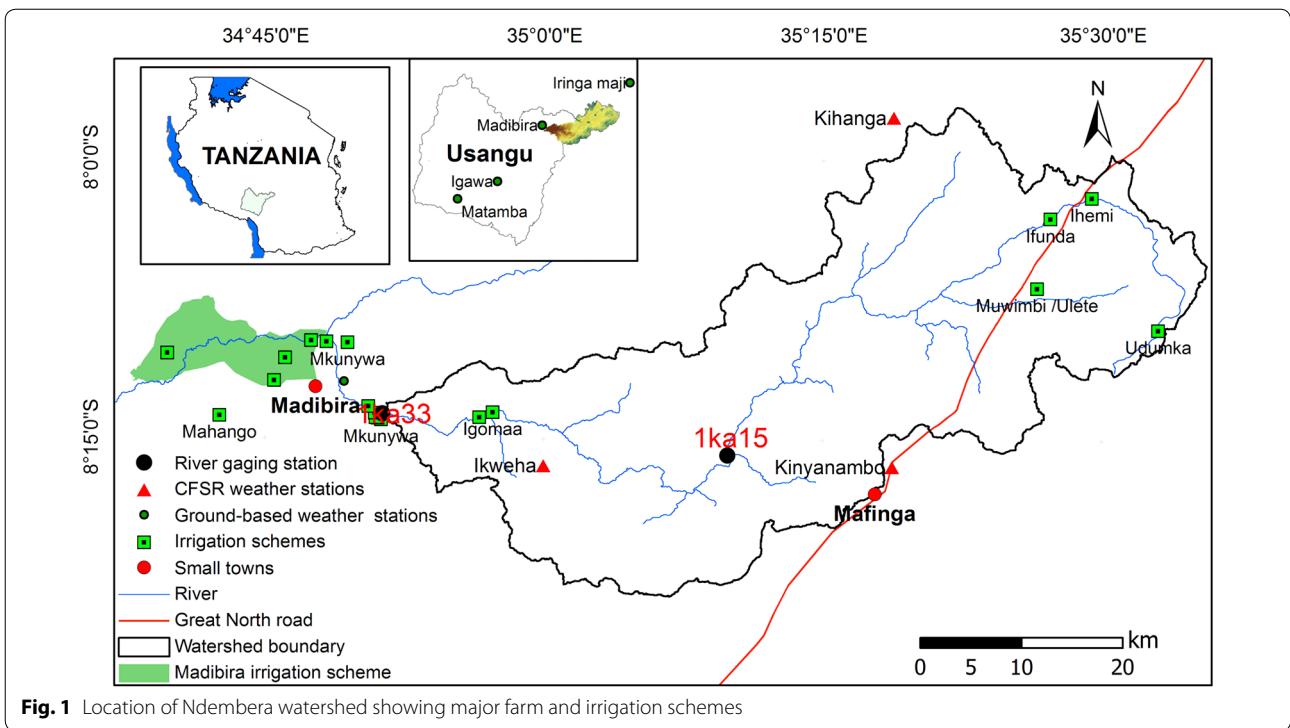 34°45'0"E 35°0'0"E 35°15'0"E 35°30'0"E
8°0'0"S
8°15'0"S
TANZANIA
Iringa maji
Madibira
Usangu
Igawa
Matamba
N
Kihanga
Ihemi
Ifunda
Muwimbi /Ulete
Udumka
Mkunywa
Madibira
1ka33
Mkunywa
Mahango
Igomaa
Ikweha
1ka15
Kinyanambo
Mafinga
River gaging station
CFSR weather stations
Ground-based weather stations
Irrigation schemes
Small towns
River
Great North road
Watershed boundary
Madibira irrigation scheme
km
0 5 10 20
Fig. 1 Location of Ndembera watershed showing major farm and irrigation schemes